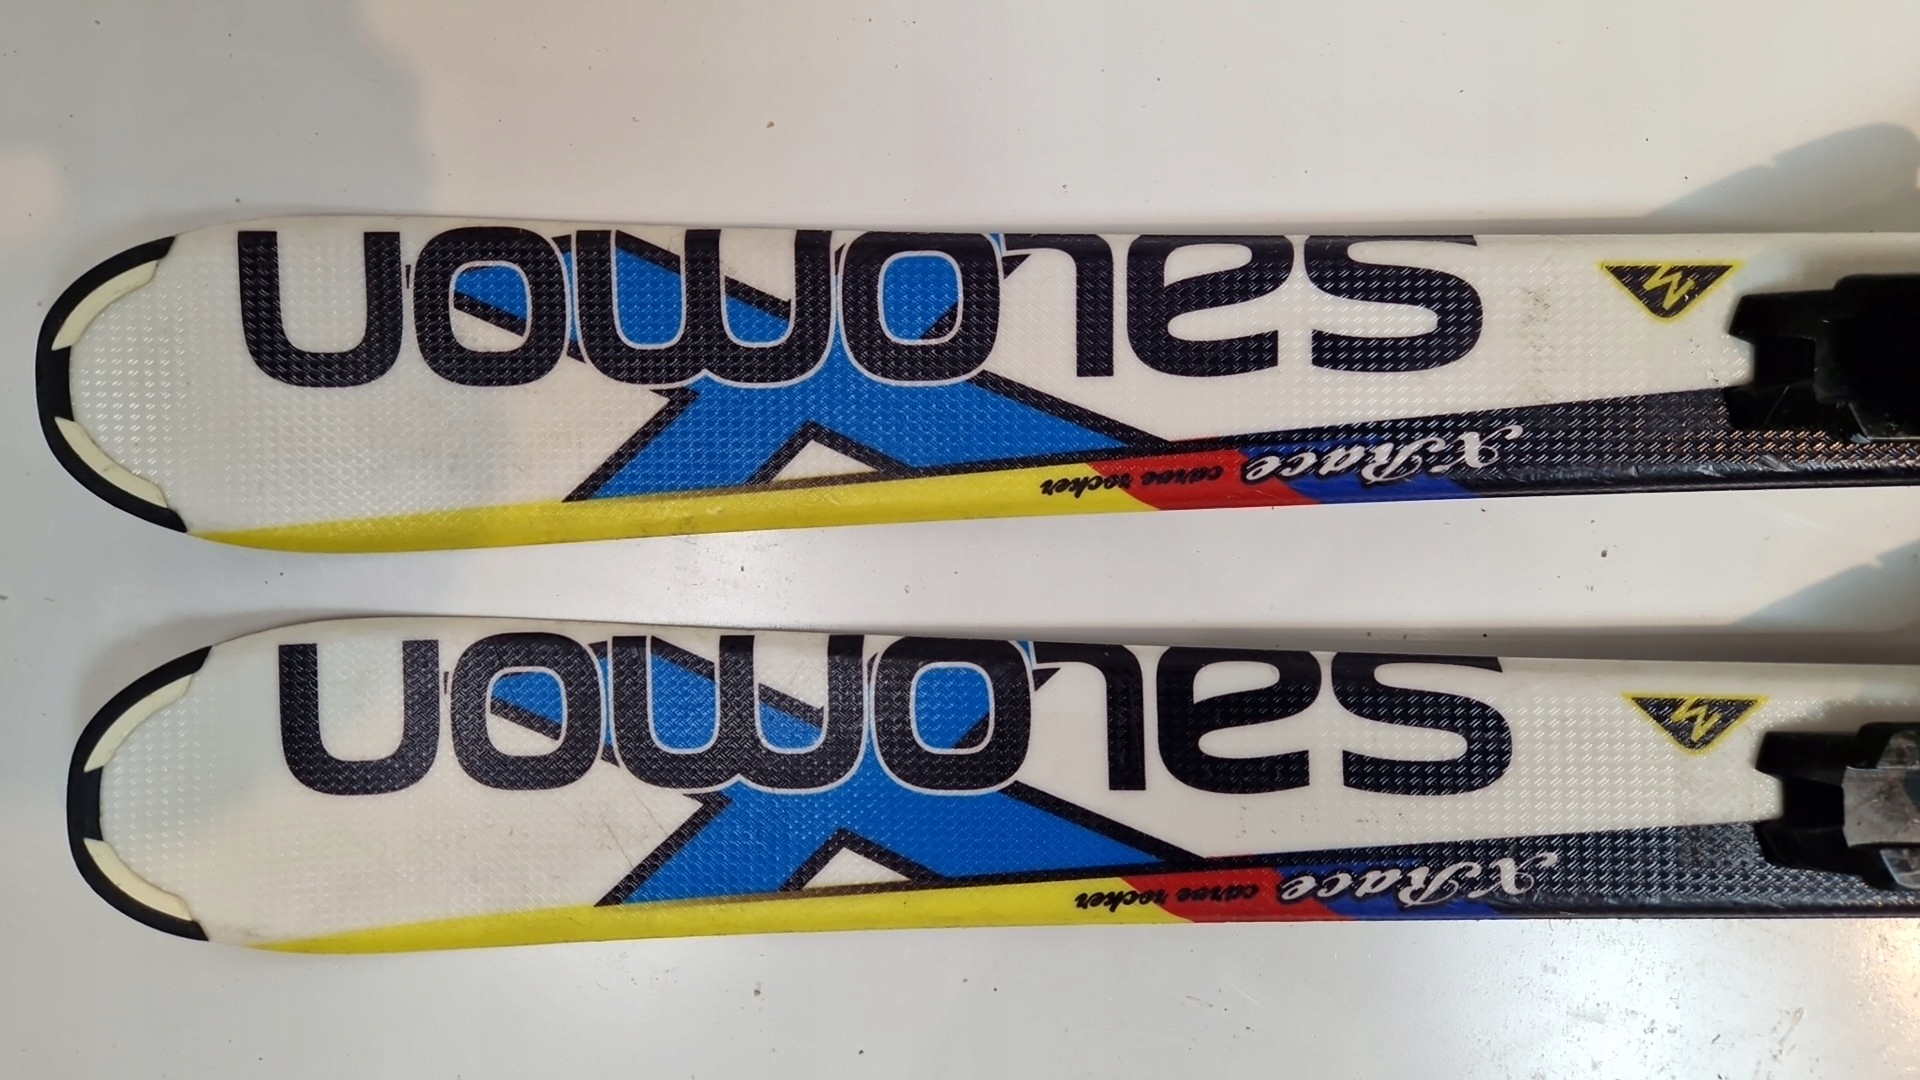 SALOMON
M
X-Race carve rocker
SALOMON
M
X-Race carve rocker